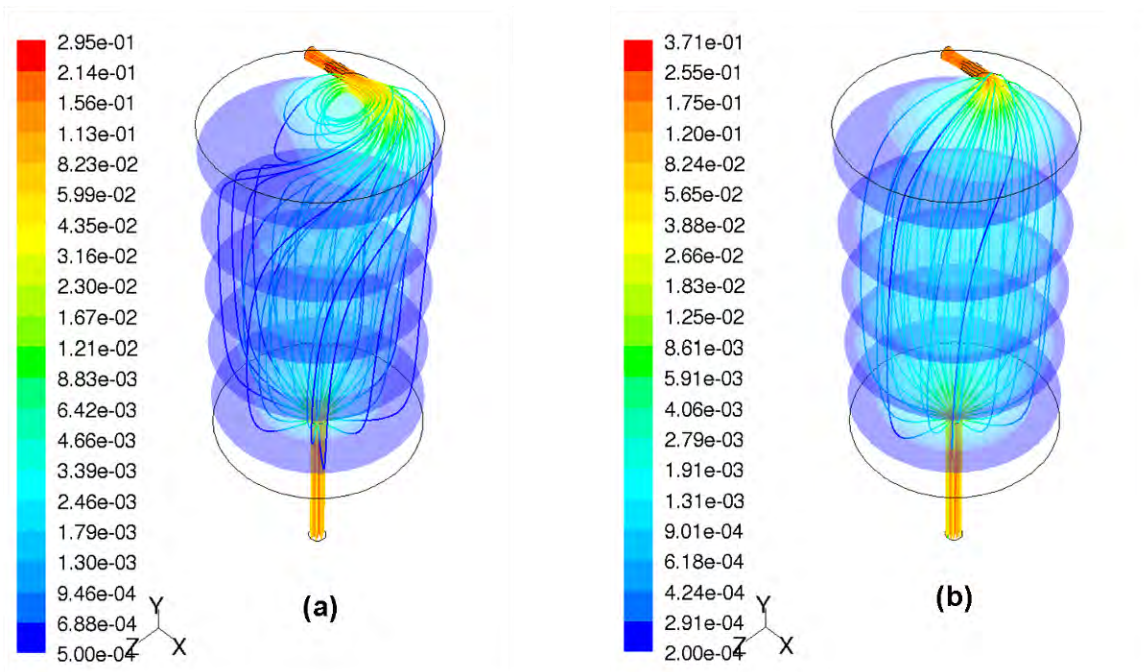 2.95e-01
2.14e-01
1.56e-01
1.13e-01
8.23e-02
5.99e-02
4.35e-02
3.16e-02
2.30e-02
1.67e-02
1.21e-02
8.83e-03
6.42e-03
4.66e-03
3.39e-03
2.46e-03
1.79e-03
1.30e-03
9.46e-04
6.88e-04
5.00e-04
Y
Z
X
(a)
3.71e-01
2.55e-01
1.75e-01
1.20e-01
8.24e-02
5.65e-02
3.88e-02
2.66e-02
1.83e-02
1.25e-02
8.61e-03
5.91e-03
4.06e-03
2.79e-03
1.91e-03
1.31e-03
9.01e-04
6.18e-04
4.24e-04
2.91e-04
2.00e-04
Y
Z
X
(b)